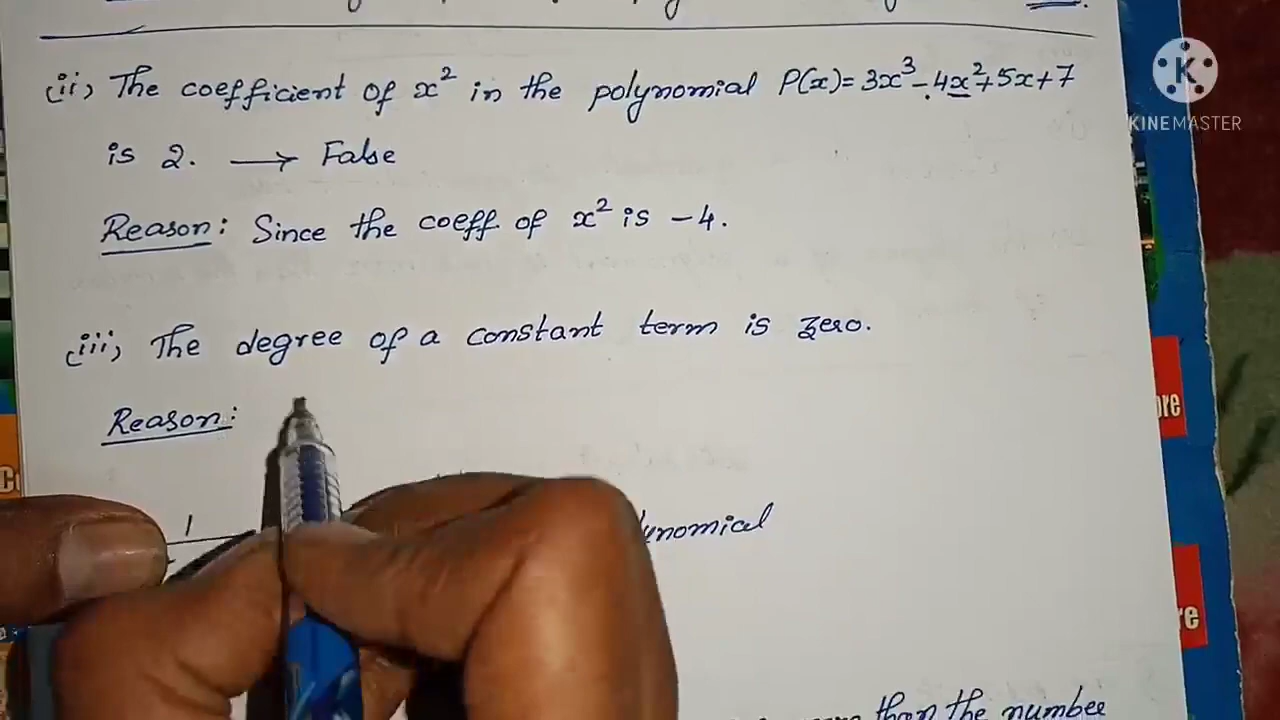 (ii) The coefficient of x² in the polynomial P(x)=3x³-4x²+5x+7
KINEMASTER
is 2. → False
Reason: Since the coeff. of x² is -4.
(iii) The degree of a constant term is zero.
Reason:
1
than the number